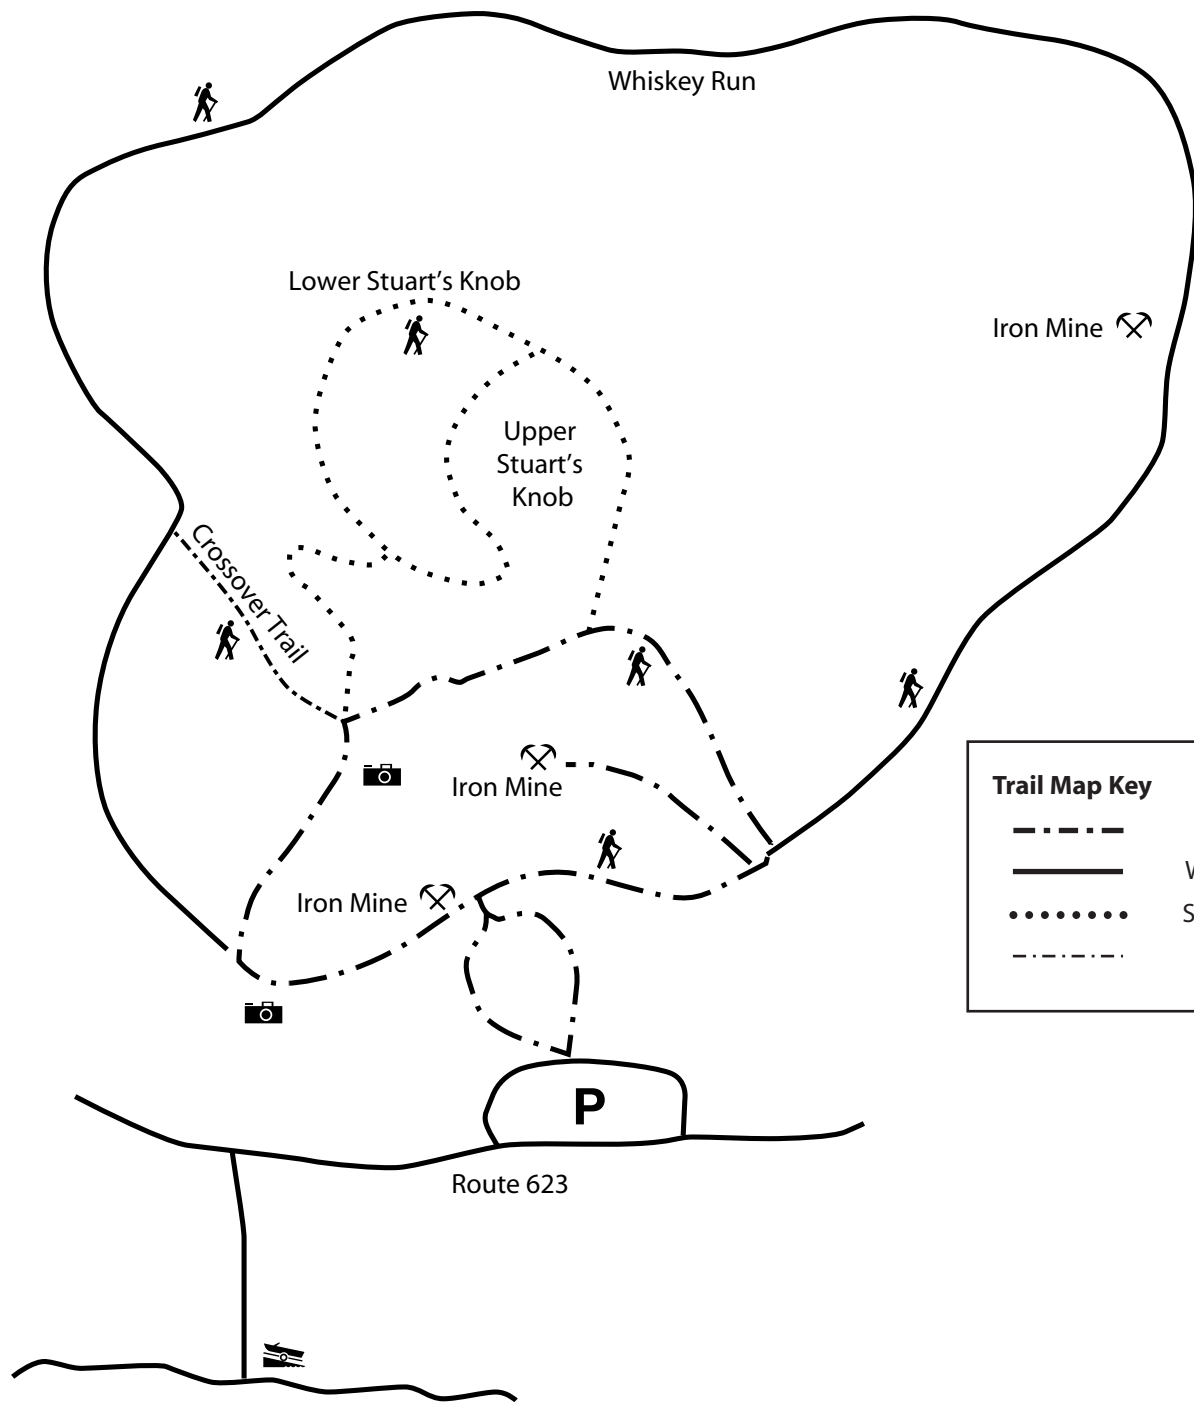 Whiskey Run
Lower Stuart's Knob
Iron Mine
Upper
Stuart's
Knob
Crossover Trail
Iron Mine
Trail Map Key
W
S
Iron Mine
P
Route 623